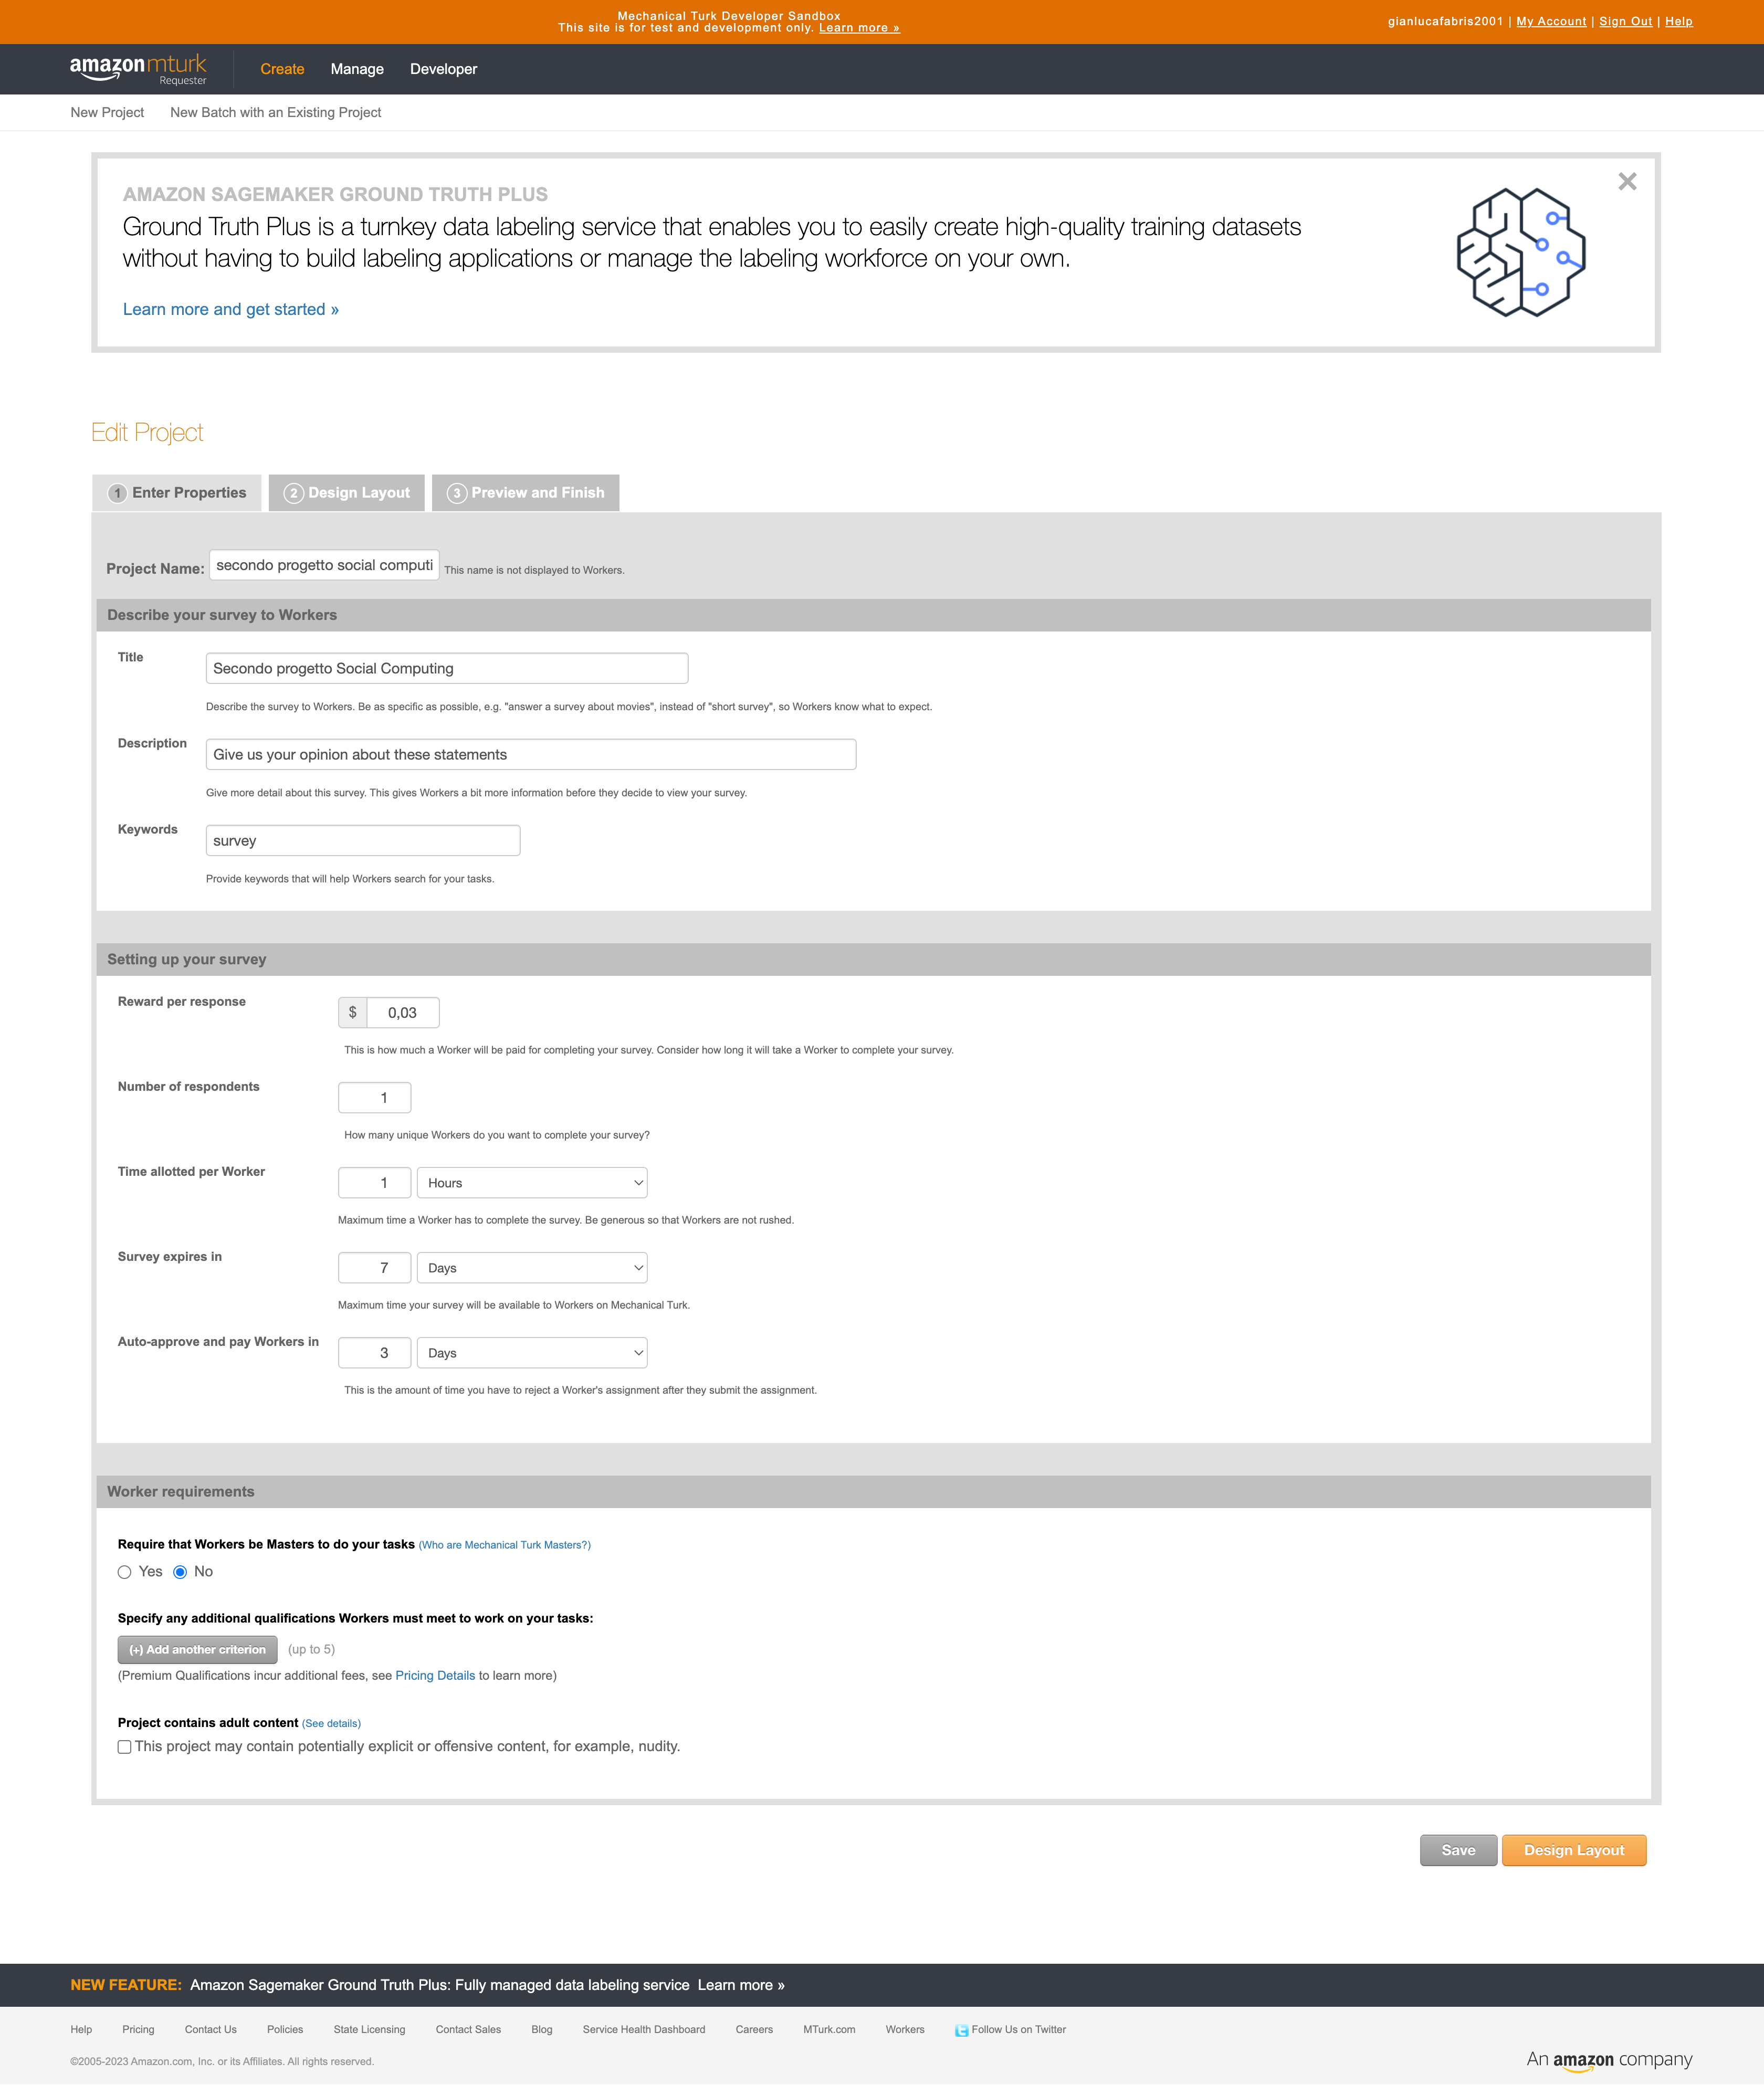 Mechanical Turk Developer Sandbox
This site is for test and development only. Learn more »
gianlucafabris2001 | My Account | Sign Out | Help
amazonmturk
Requester
Create Manage Developer
New Project New Batch with an Existing Project
AMAZON SAGEMAKER GROUND TRUTH PLUS
Ground Truth Plus is a turnkey data labeling service that enables you to easily create high-quality training datasets
without having to build labeling applications or manage the labeling workforce on your own.
Learn more and get started »
Edit Project
1 Enter Properties 2 Design Layout 3 Preview and Finish
Project Name: secondo progetto social computi This name is not displayed to Workers.
Describe your survey to Workers
Title Secondo progetto Social Computing
Describe the survey to Workers. Be as specific as possible, e.g. "answer a survey about movies", instead of "short survey", so Workers know what to expect.
Description Give us your opinion about these statements
Give more detail about this survey. This gives Workers a bit more information before they decide to view your survey.
Keywords survey
Provide keywords that will help Workers search for your tasks.
Setting up your survey
Reward per response $ 0,03
This is how much a Worker will be paid for completing your survey. Consider how long it will take a Worker to complete your survey.
Number of respondents 1
How many unique Workers do you want to complete your survey?
Time allotted per Worker 1 Hours
Maximum time a Worker has to complete the survey. Be generous so that Workers are not rushed.
Survey expires in 7 Days
Maximum time your survey will be available to Workers on Mechanical Turk.
Auto-approve and pay Workers in 3 Days
This is the amount of time you have to reject a Worker's assignment after they submit the assignment.
Worker requirements
Require that Workers be Masters to do your tasks (Who are Mechanical Turk Masters?)
Yes No
Specify any additional qualifications Workers must meet to work on your tasks:
(+) Add another criterion (up to 5)
(Premium Qualifications incur additional fees, see Pricing Details to learn more)
Project contains adult content (See details)
This project may contain potentially explicit or offensive content, for example, nudity.
Save Design Layout
NEW FEATURE: Amazon Sagemaker Ground Truth Plus: Fully managed data labeling service Learn more »
Help Pricing Contact Us Policies State Licensing Contact Sales Blog Service Health Dashboard Careers MTurk.com Workers Follow Us on Twitter
©2005-2023 Amazon.com, Inc. or its Affiliates. All rights reserved.
An amazon company